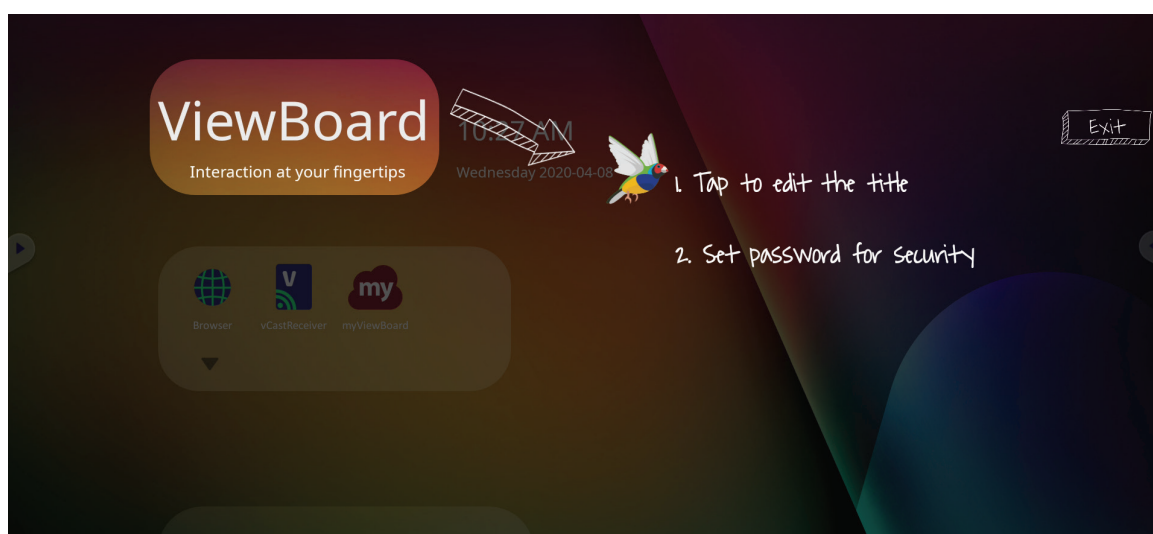 ViewBoard
Interaction at your fingertips
10:27 AM
Wednesday 2020-04-08
Exit
1. Tap to edit the title
2. Set password for security
V
my
Browser
vCastReceiver
myViewBoard